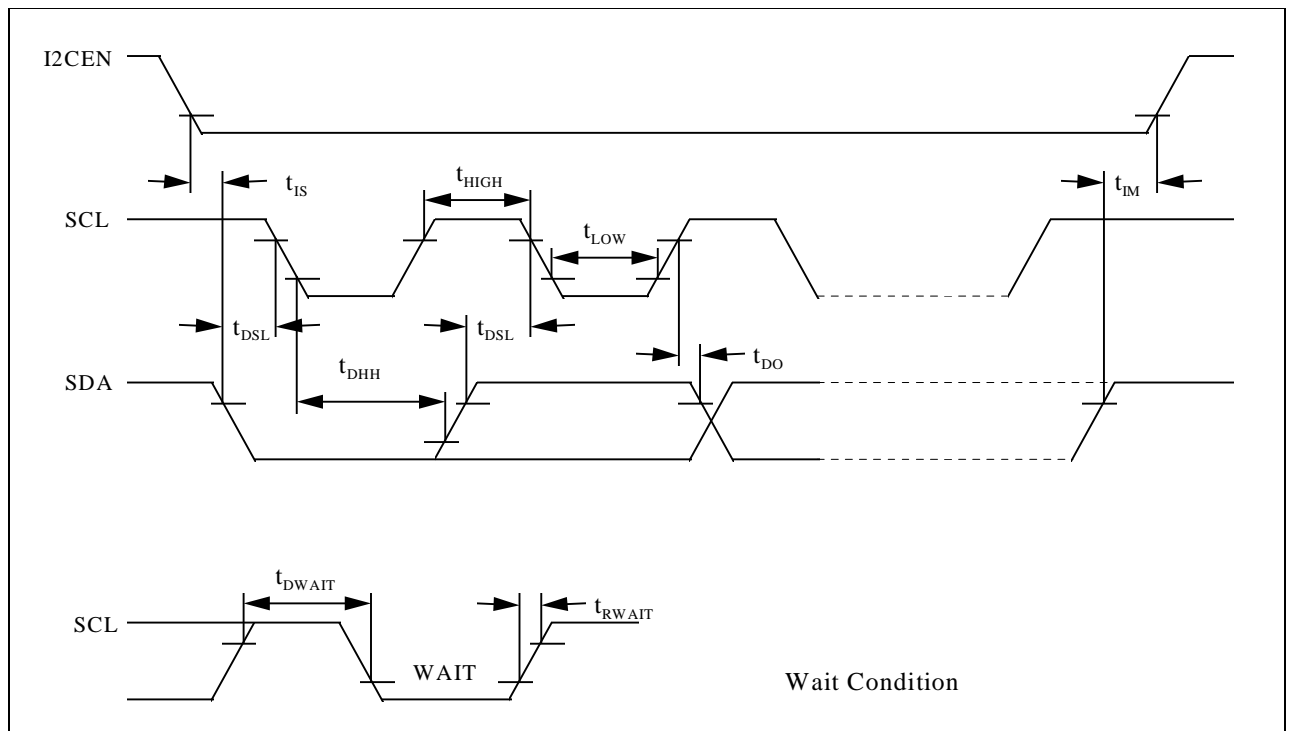 I2CEN
tIS
tHIGH
tIM
SCL
tLOW
tDSL
tDSL
tDO
tDHH
SDA
tDWAIT
tRWAIT
SCL
WAIT
Wait Condition